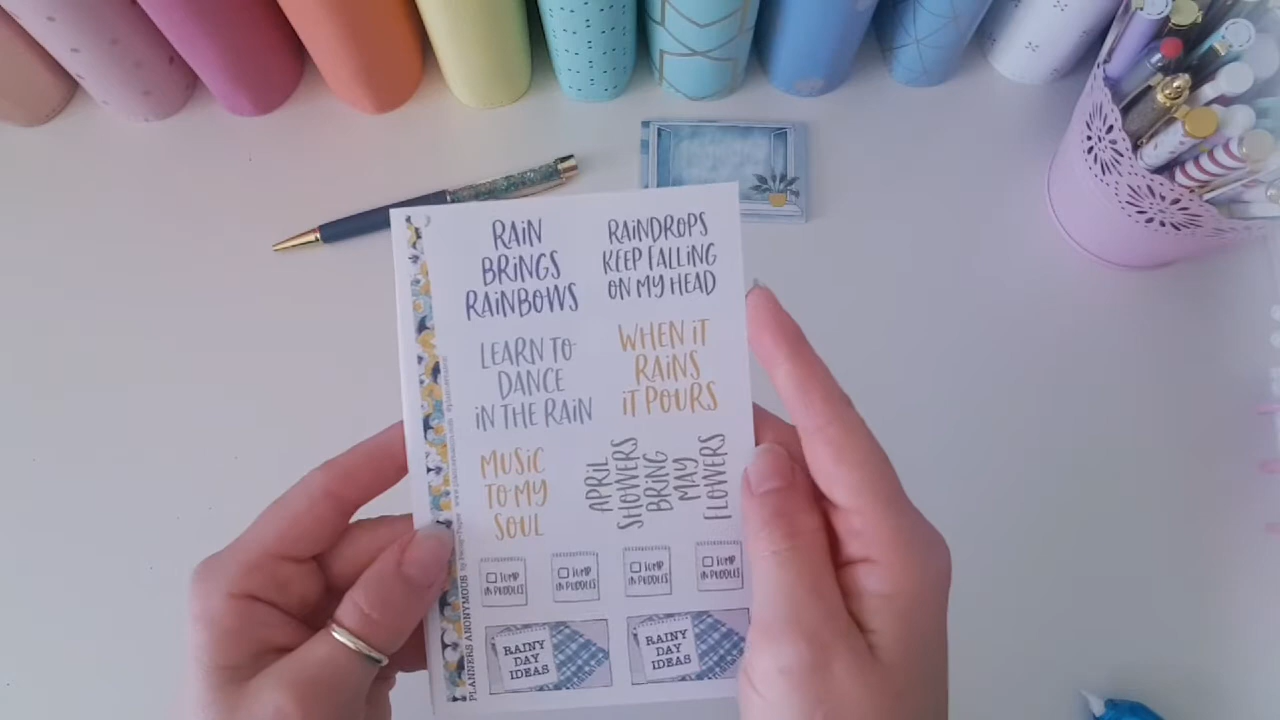 RAiN
BRiNGS
RAiNBOWS
RAiNDROPS
KEEP FALLiNG
ON MY HEAD
LEARN TO
DANCE
iN THE RAiN
WHEN iT
RAiNS
iT POURS
MUSiC
TO MY
SOUL
APRiL
SHOWERS
BRiNG
MAY
FLOWERS
JUMP
iN PUDDLES
JUMP
iN PUDDLES
JUMP
iN PUDDLES
JUMP
iN PUDDLES
RAINY
DAY
IDEAS
RAINY
DAY
IDEAS
PLANNERS ANONYMOUS